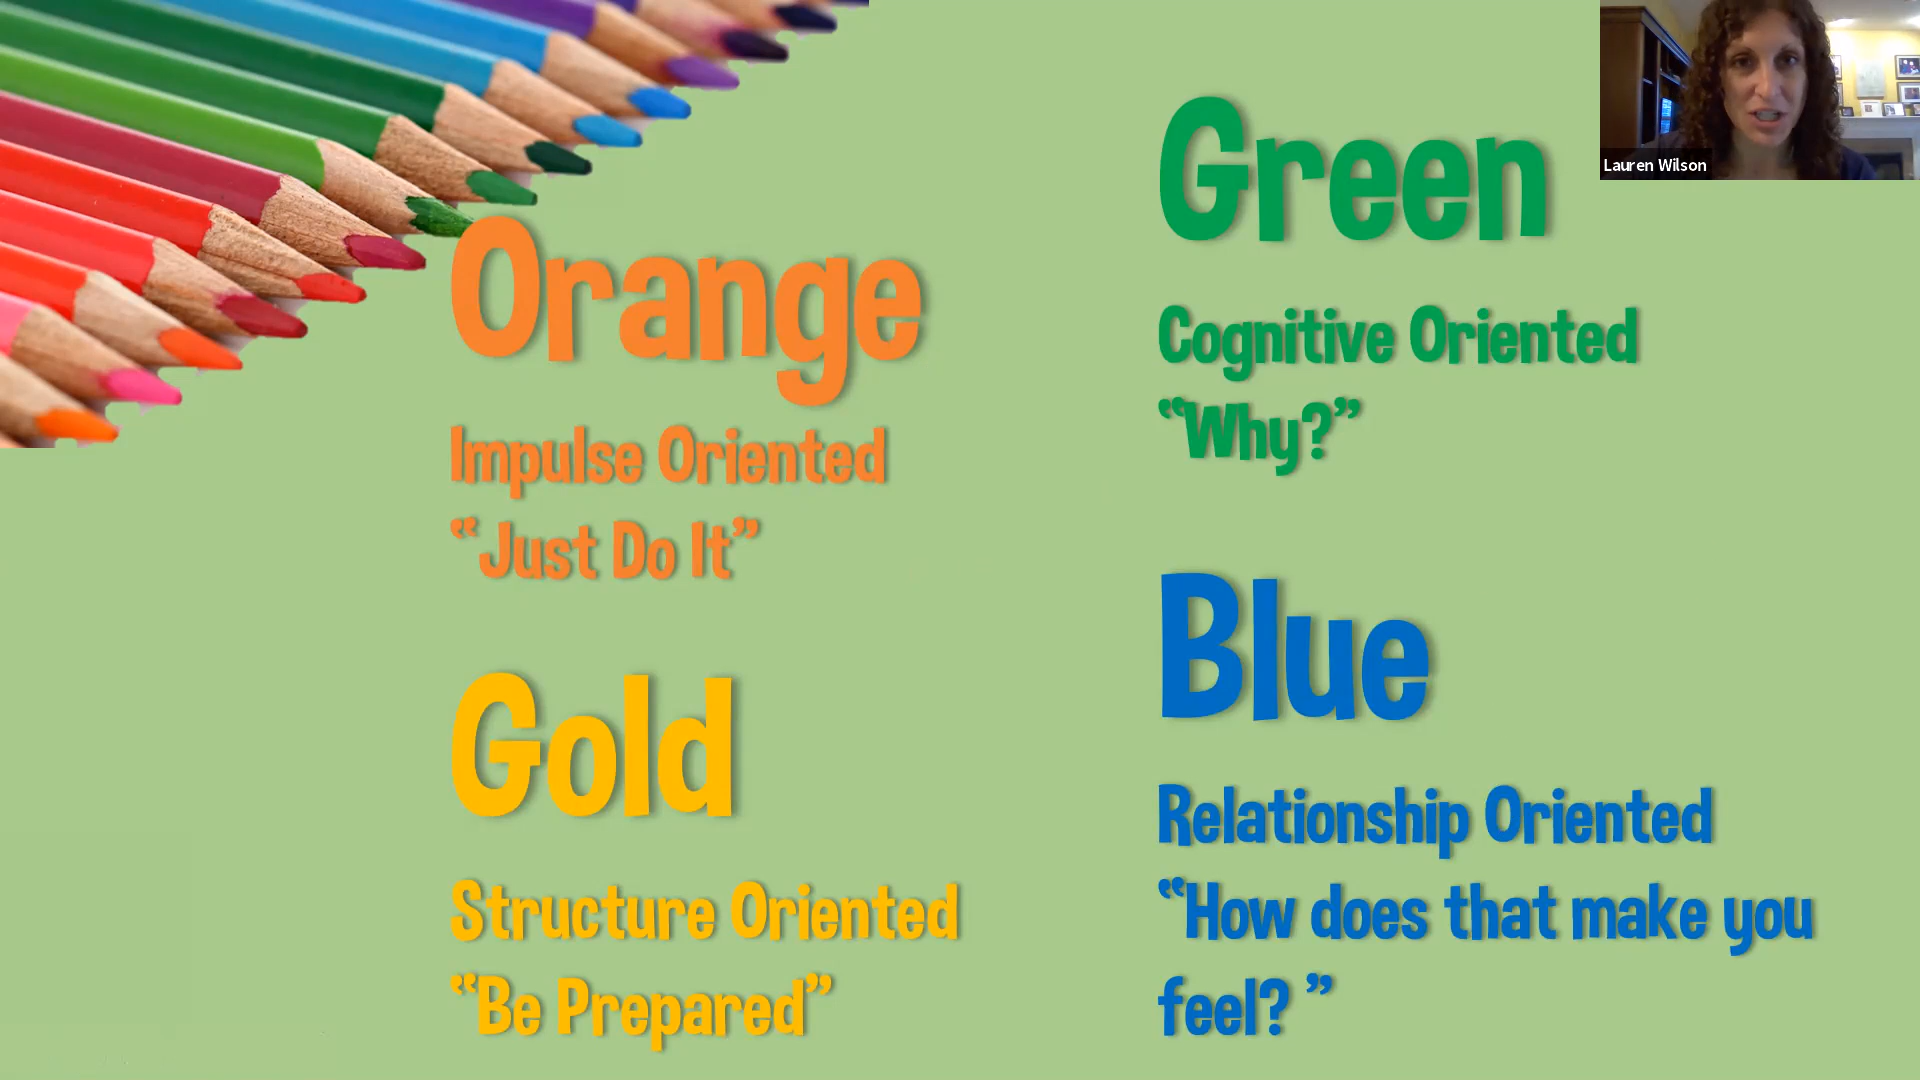 Orange
Impulse Oriented
“Just Do It”
Gold
Structure Oriented
“Be Prepared”
Green
Cognitive Oriented
“Why?”
Blue
Relationship Oriented
“How does that make you
feel? ”
Lauren Wilson